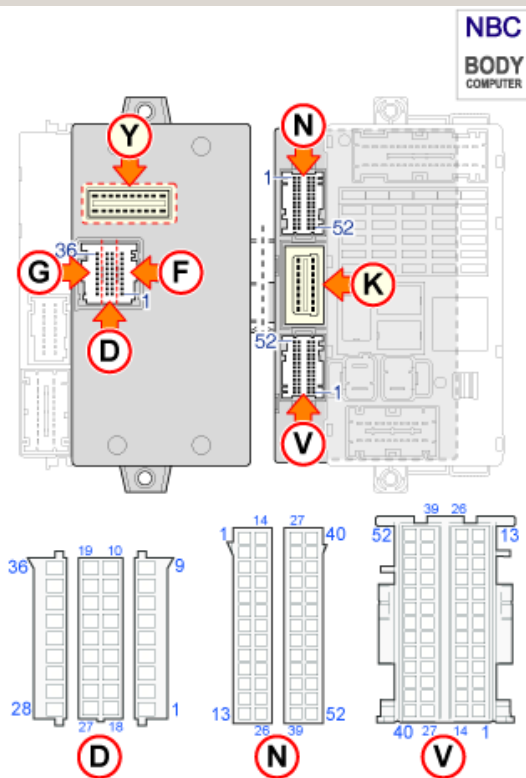 NBC
BODY
COMPUTER
Y
N
1
52
36
G
F
K
1
D
52
1
V
39 26
52 13
14 27
1 40
19 10
36 9
28 1
27 18
13 52
26 39
40 27 14 1
D
N
V